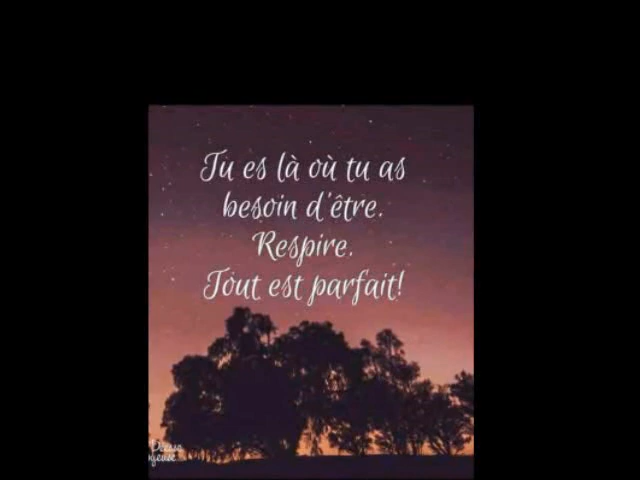 Tu es là où tu as
besoin d'être.
Respire.
Tout est parfait!